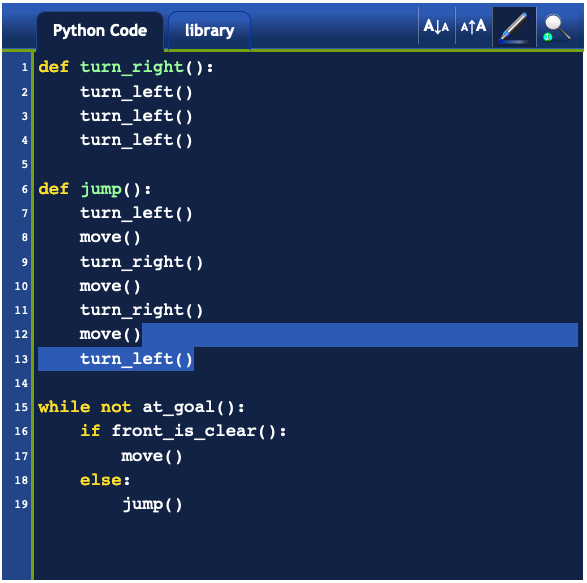 Python Code library A↓A A↑A
1 def turn_right():
2     turn_left()
3     turn_left()
4     turn_left()
5
6 def jump():
7     turn_left()
8     move()
9     turn_right()
10     move()
11     turn_right()
12     move()
13     turn_left()
14
15 while not at_goal():
16     if front_is_clear():
17         move()
18     else:
19         jump()